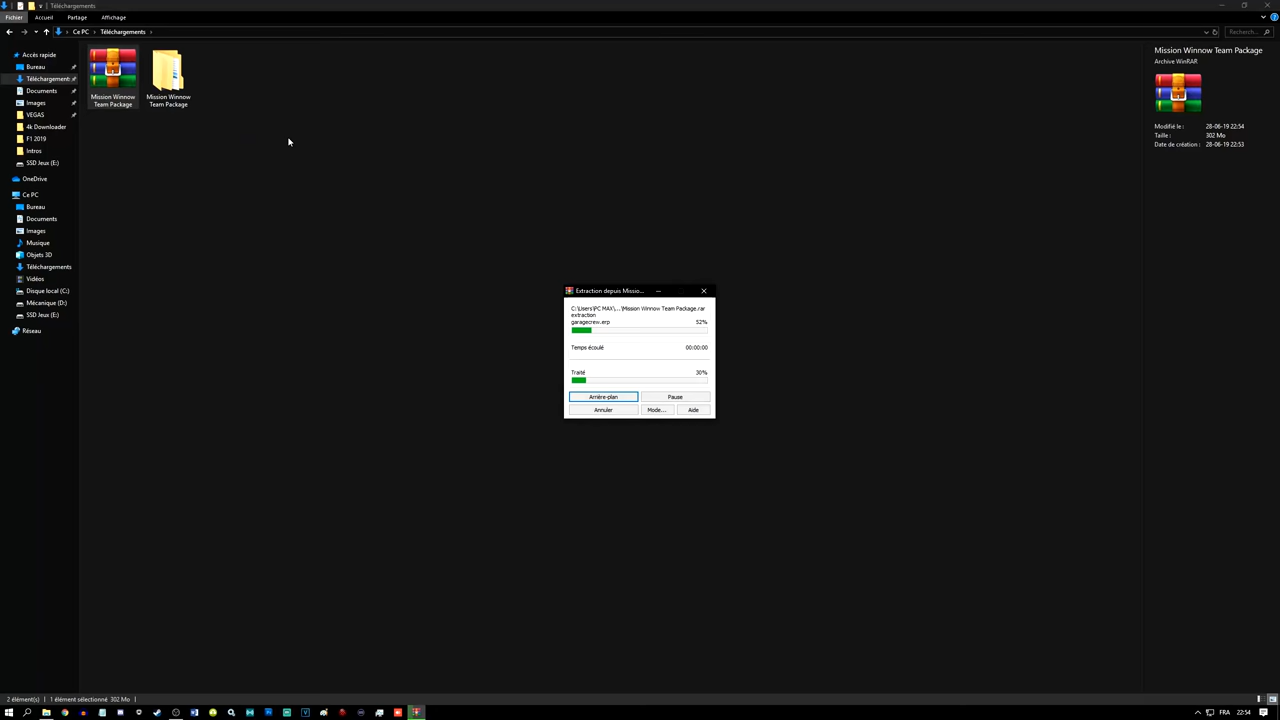 Téléchargements
Fichier Accueil Partage Affichage
Ce PC Téléchargements Recherch...
Accès rapide
Bureau
Téléchargements
Documents
Images
VEGAS
4k Downloader
F1 2019
Intros
SSD Jeux (E:)
OneDrive
Ce PC
Bureau
Documents
Images
Musique
Objets 3D
Téléchargements
Vidéos
Disque local (C:)
Mécanique (D:)
SSD Jeux (E:)
Réseau
Mission Winnow
Team Package
Mission Winnow
Team Package
Mission Winnow Team Package
Archive WinRAR
Modifié le : 28-06-19 22:54
Taille : 302 Mo
Date de création : 28-06-19 22:53
Extraction depuis Missio...
C:\Users\PC MAX\...\Mission Winnow Team Package.rar
extraction
garagecrew.erp 52%
Temps écoulé 00:00:00
Traité 30%
Arrière-plan Pause
Annuler Mode... Aide
2 élément(s) 1 élément sélectionné 302 Mo
FRA 22:54